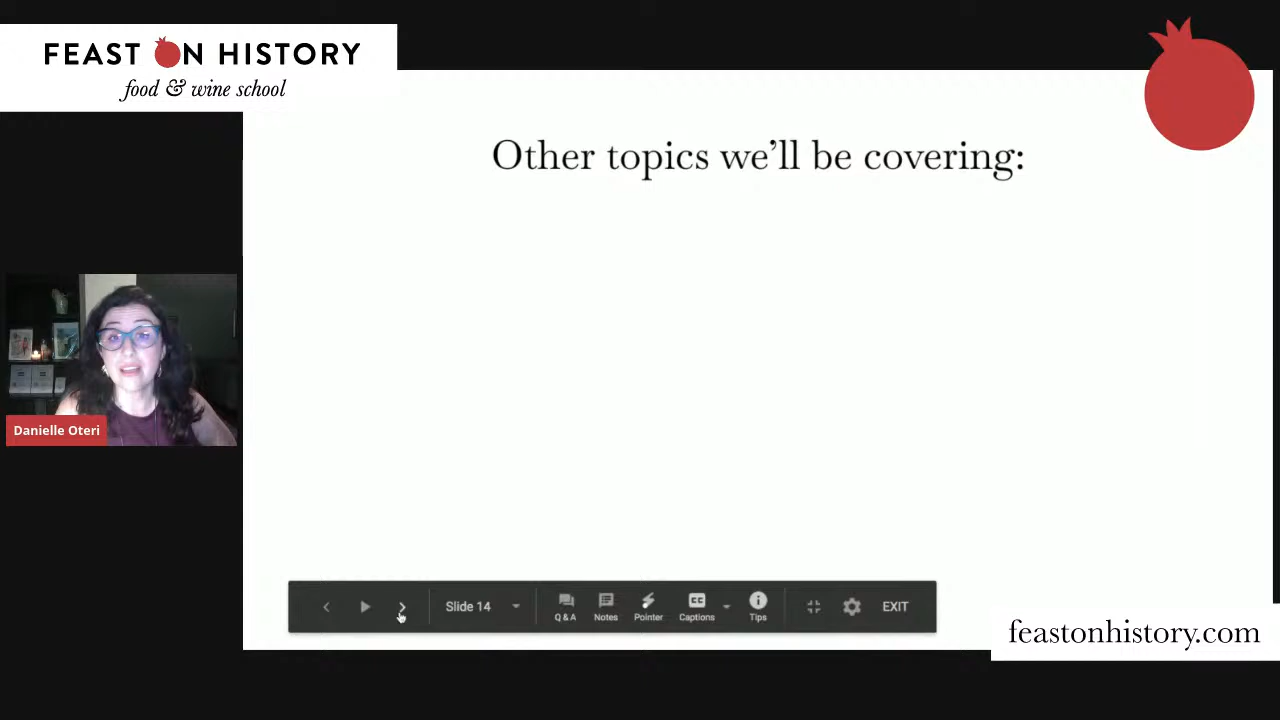 FEAST ON HISTORY
food & wine school
Other topics we'll be covering:
Danielle Oteri
Slide 14
Q & A
Notes
Pointer
CC
Captions
Tips
EXIT
feastonhistory.com